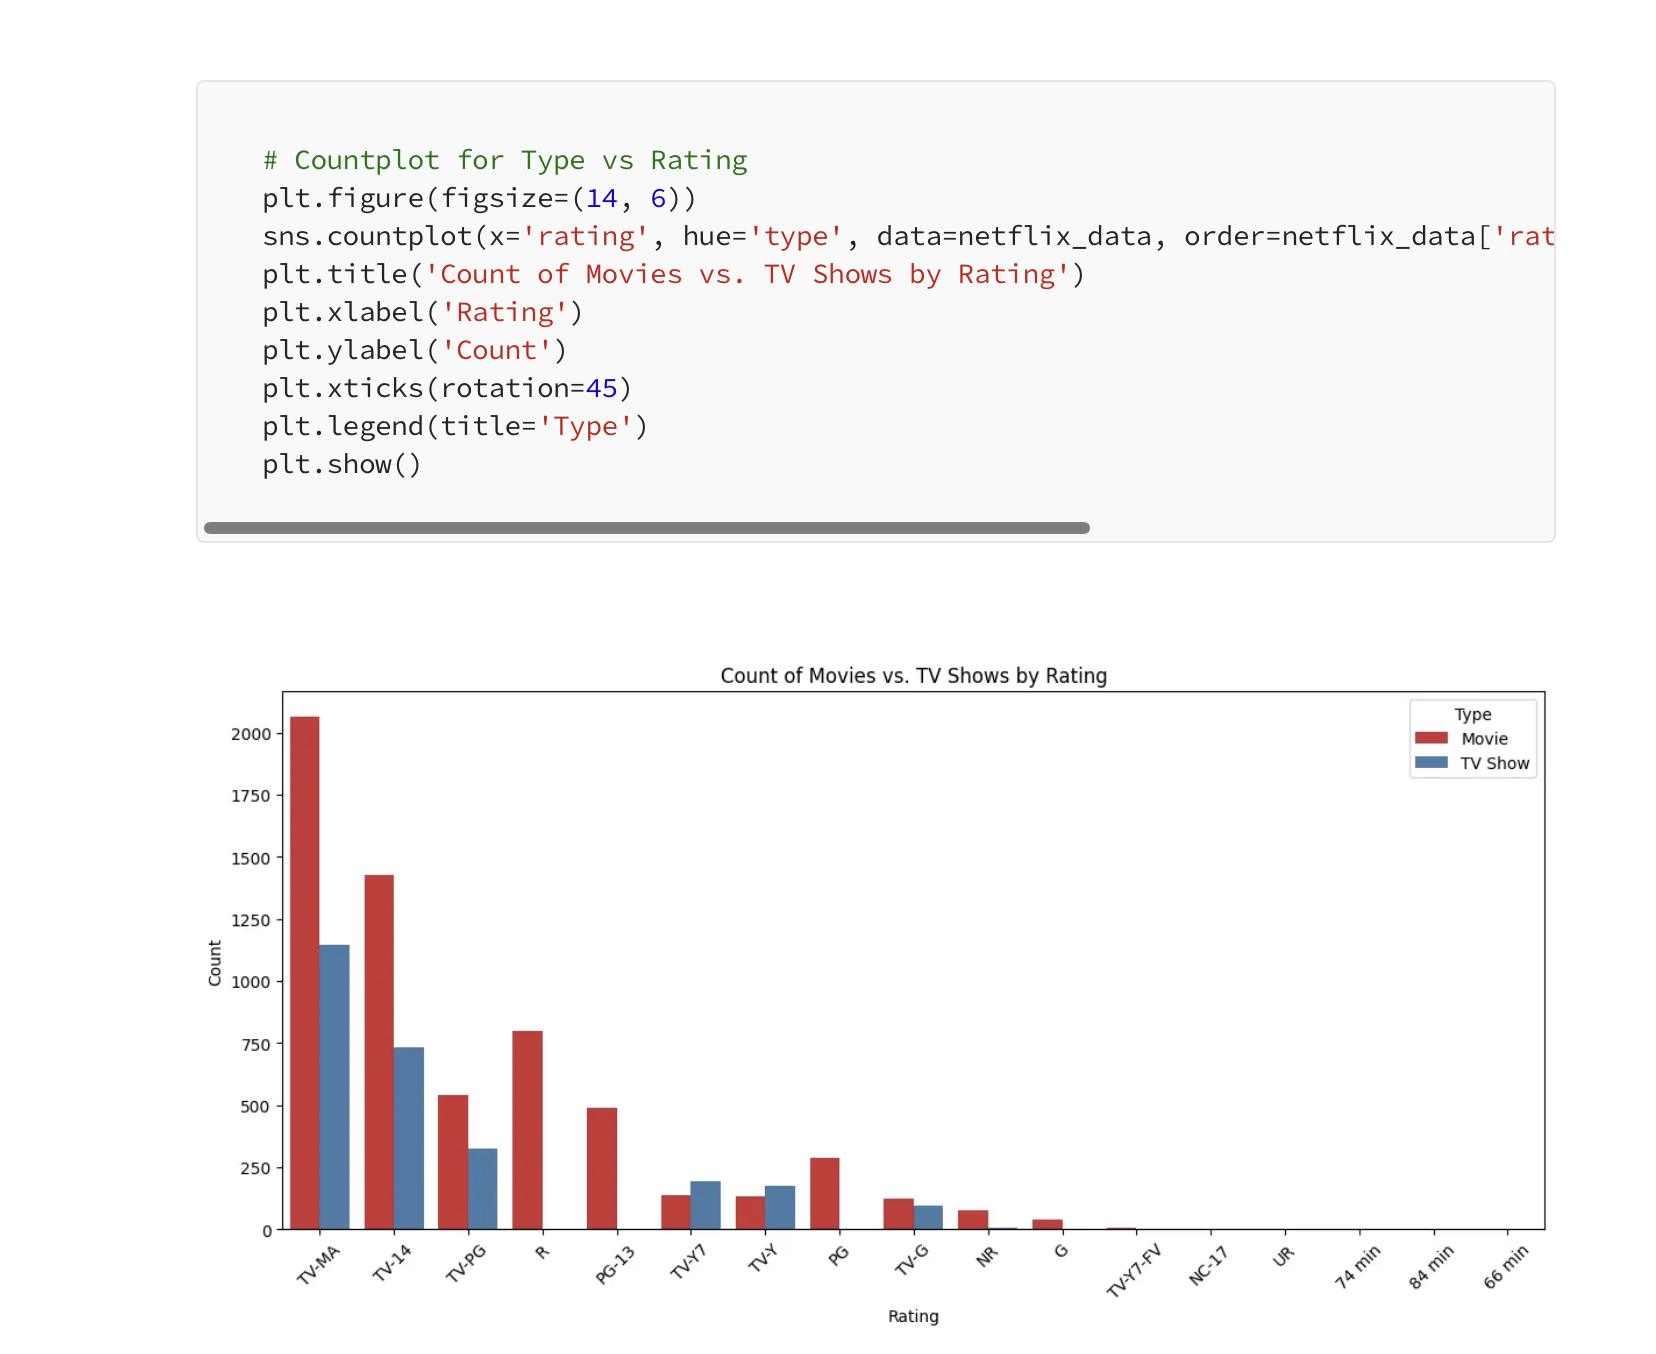 # Countplot for Type vs Rating
plt.figure(figsize=(14, 6))
sns.countplot(x='rating', hue='type', data=netflix_data, order=netflix_data['rat
plt.title('Count of Movies vs. TV Shows by Rating')
plt.xlabel('Rating')
plt.ylabel('Count')
plt.xticks(rotation=45)
plt.legend(title='Type')
plt.show()
Count of Movies vs. TV Shows by Rating
Type
Movie
TV Show
2000
1750
1500
1250
1000
750
500
250
0
Count
TV-MA
TV-14
TV-PG
R
PG-13
TV-Y7
TV-Y
PG
TV-G
NR
G
TV-Y7-FV
NC-17
UR
74 min
84 min
66 min
Rating